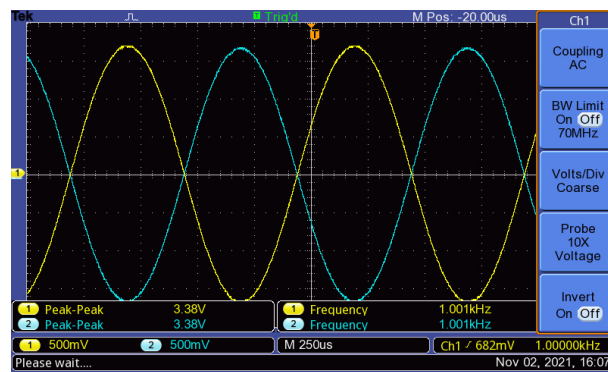 Tek T Trig'd M Pos: -20.00us Ch1
T
Coupling
AC
BW Limit
On Off
70MHz
1
Volts/Div
Coarse
Probe
10X
Voltage
Invert
On Off
1 Peak-Peak 3.38V 1 Frequency 1.001kHz
2 Peak-Peak 3.38V 2 Frequency 1.001kHz
1 500mV 2 500mV M 250us Ch1 / 682mV 1.00000kHz
Please wait.... Nov 02, 2021, 16:07